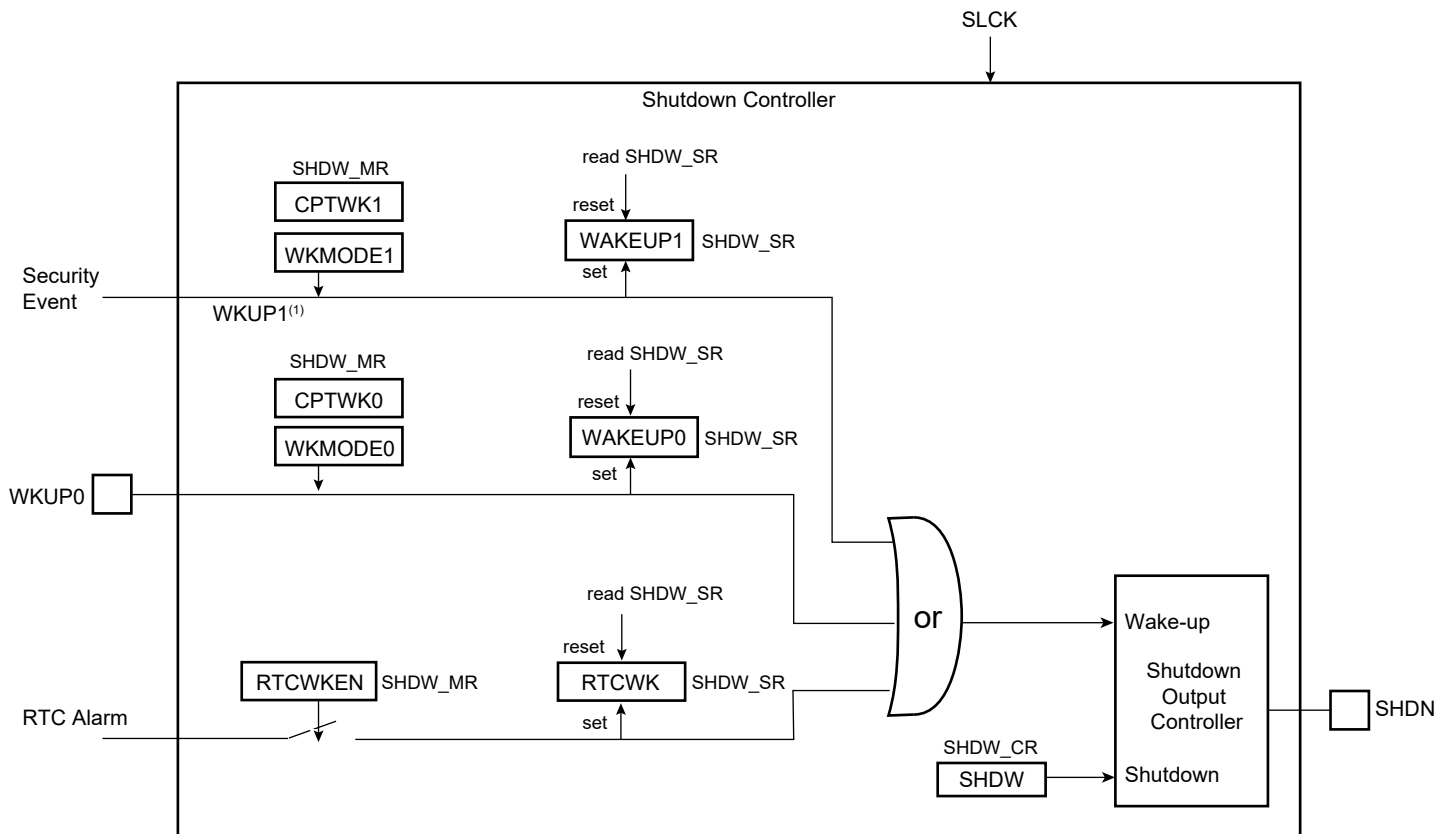 SLCK
Shutdown Controller
read SHDW_SR
SHDW_MR
CPTWK1
reset
WAKEUP1
SHDW_SR
WKMODE1
set
Security
Event
WKUP1(1)
read SHDW_SR
SHDW_MR
CPTWK0
reset
WAKEUP0
SHDW_SR
WKMODE0
set
WKUP0
read SHDW_SR
or
Wake-up
reset
RTCWKEN
SHDW_MR
RTCWK
SHDW_SR
Shutdown
Output
Controller
SHDN
RTC Alarm
set
SHDW_CR
SHDW
Shutdown